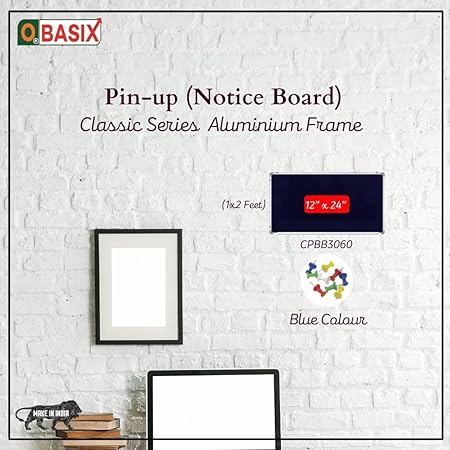 O. BASIX
Pin-up (Notice Board)
Classic Series Aluminium Frame
(1x2 Feet)
12” x 24”
CPBB3060
Blue Colour
MAKE IN INDIA